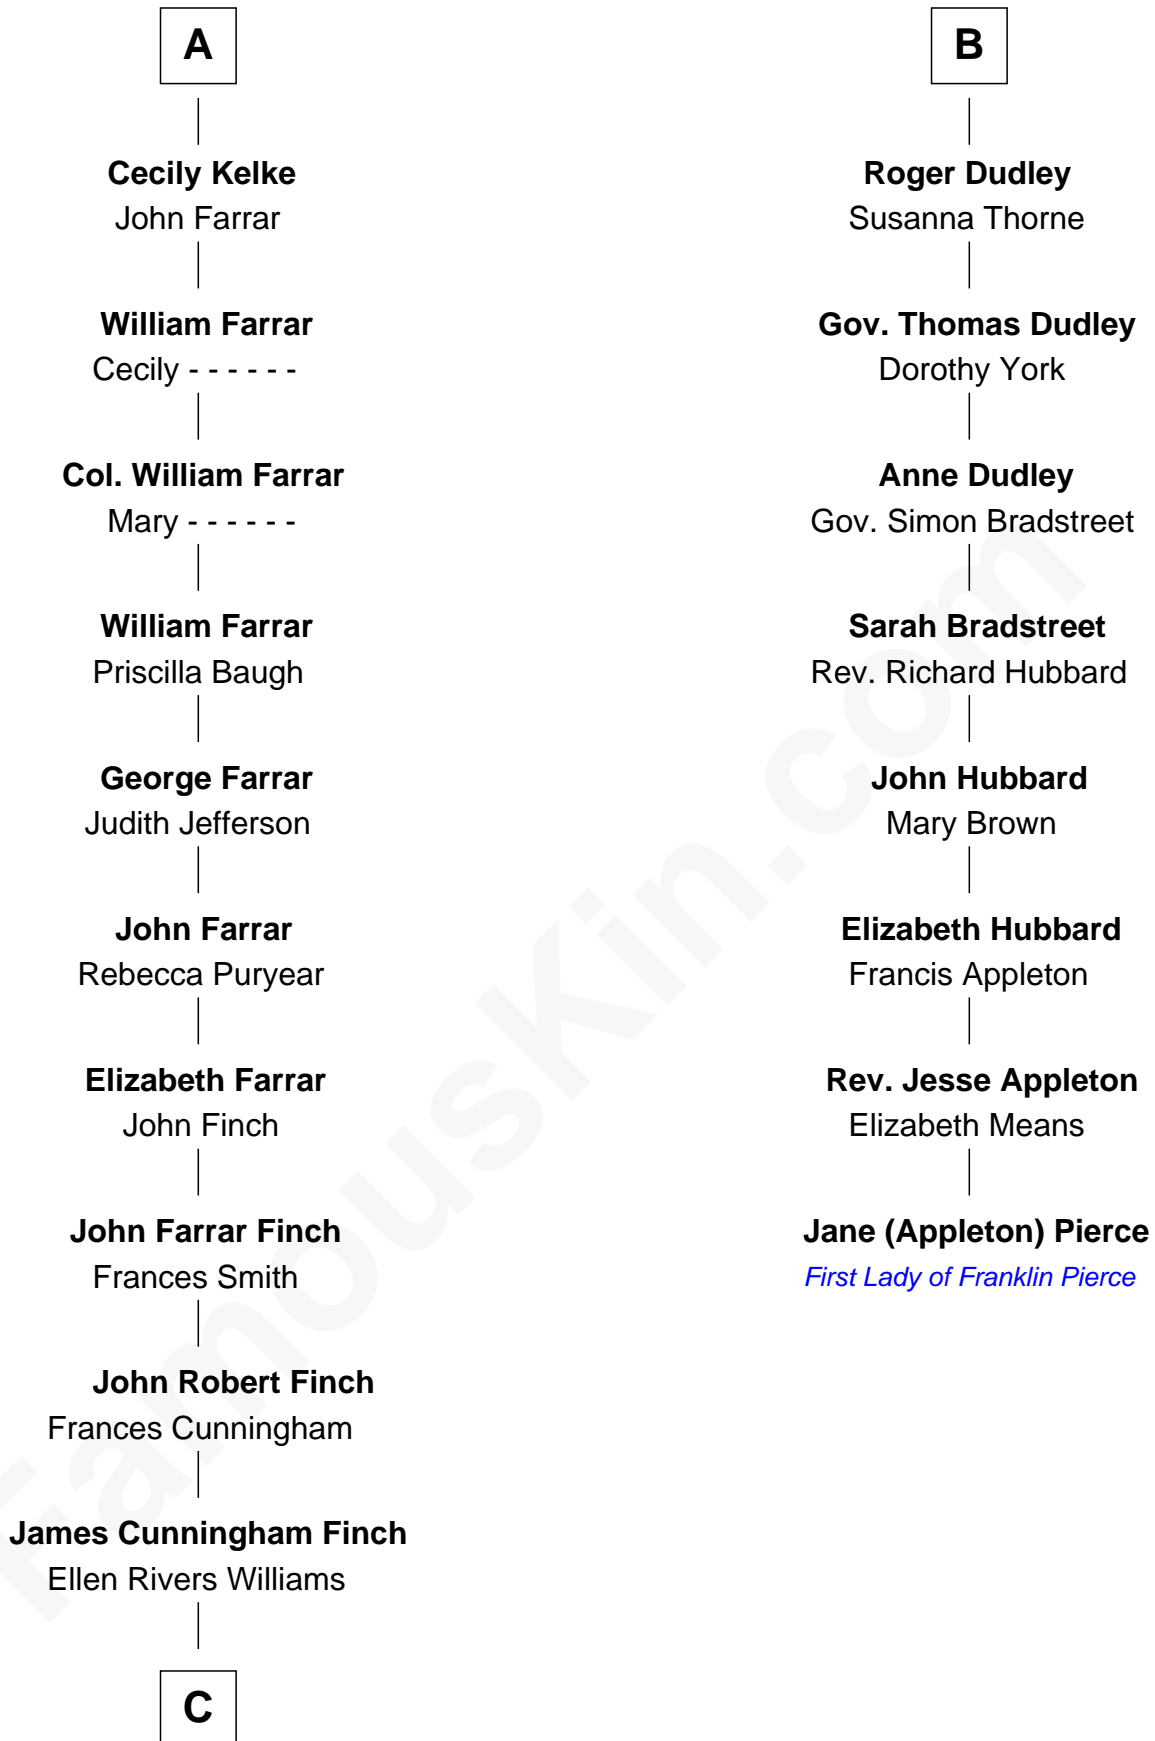 A
Cecily Kelke
John Farrar
William Farrar
Cecily - - - - - -
Col. William Farrar
Mary - - - - - -
William Farrar
Priscilla Baugh
George Farrar
Judith Jefferson
John Farrar
Rebecca Puryear
Elizabeth Farrar
John Finch
John Farrar Finch
Frances Smith
John Robert Finch
Frances Cunningham
James Cunningham Finch
Ellen Rivers Williams
C
B
Roger Dudley
Susanna Thorne
Gov. Thomas Dudley
Dorothy York
Anne Dudley
Gov. Simon Bradstreet
Sarah Bradstreet
Rev. Richard Hubbard
John Hubbard
Mary Brown
Elizabeth Hubbard
Francis Appleton
Rev. Jesse Appleton
Elizabeth Means
Jane (Appleton) Pierce
First Lady of Franklin Pierce
FamousKin.com